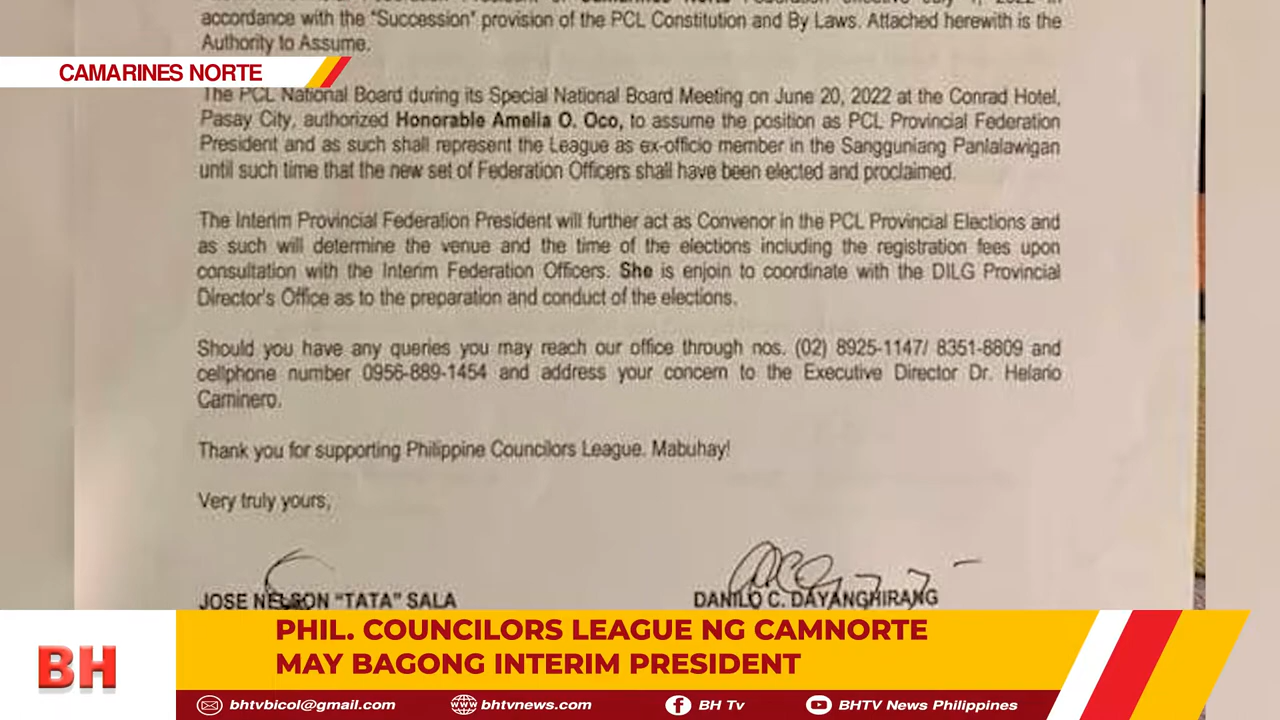 accordance with the "Succession" provision of the PCL Constitution and By Laws. Attached herewith is the
Authority to Assume.
CAMARINES NORTE
The PCL National Board during its Special National Board Meeting on June 20, 2022 at the Conrad Hotel,
Pasay City, authorized Honorable Amelia O. Oco, to assume the position as PCL Provincial Federation
President and as such shall represent the League as ex-officio member in the Sangguniang Panlalawigan
until such time that the new set of Federation Officers shall have been elected and proclaimed.
The Interim Provincial Federation President will further act as Convenor in the PCL Provincial Elections and
as such will determine the venue and the time of the elections including the registration fees upon
consultation with the Interim Federation Officers. She is enjoin to coordinate with the DILG Provincial
Director's Office as to the preparation and conduct of the elections.
Should you have any queries you may reach our office through nos. (02) 8925-1147/ 8351-8809 and
cellphone number 0956-889-1454 and address your concern to the Executive Director Dr. Helario
Caminero.
Thank you for supporting Philippine Councilors League. Mabuhay!
Very truly yours,
JOSE NELSON "TATA" SALA
DANILO C. DAYANGHIRANG
PHIL. COUNCILORS LEAGUE NG CAMNORTE
MAY BAGONG INTERIM PRESIDENT
BH
bhtvbicol@gmail.com
bhtvnews.com
BH Tv
BHTV News Philippines